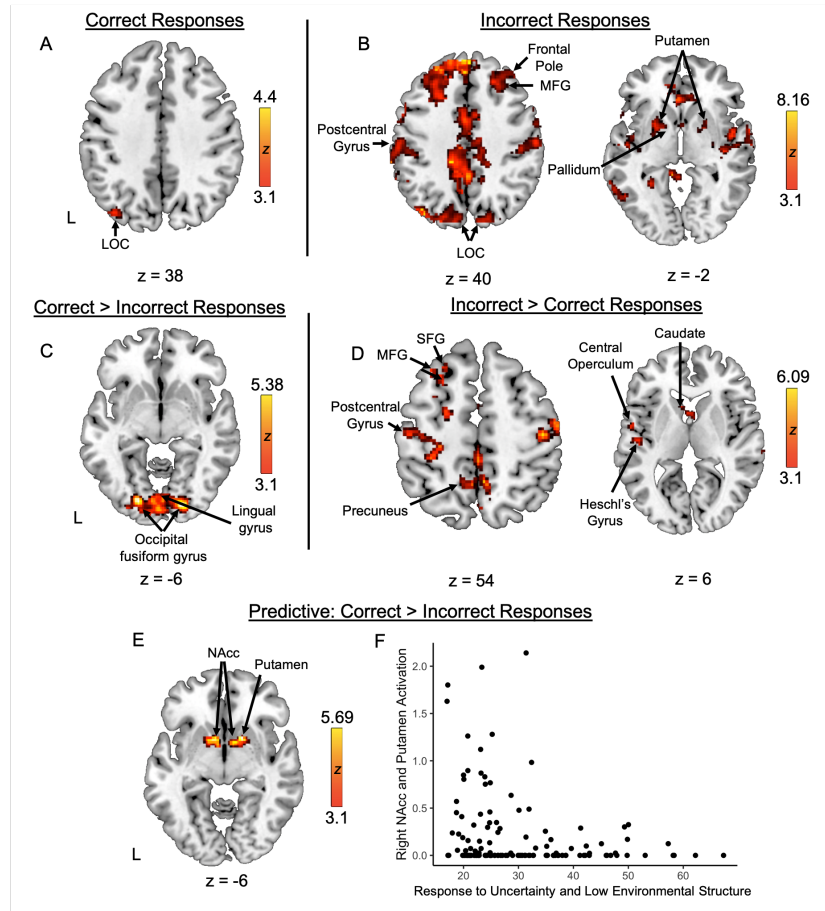 Correct Responses
A
4.4
z
3.1
L
LOC
z = 38
Incorrect Responses
B
Frontal
Pole
MFG
Postcentral
Gyrus
LOC
z = 40
Putamen
Pallidum
8.16
z
3.1
z = -2
Correct > Incorrect Responses
C
5.38
z
3.1
L
Lingual
gyrus
Occipital
fusiform gyrus
z = -6
Incorrect > Correct Responses
D
SFG
MFG
Postcentral
Gyrus
Precuneus
z = 54
Caudate
Central
Operculum
Heschl's
Gyrus
6.09
z
3.1
z = 6
Predictive: Correct > Incorrect Responses
E
NAcc
Putamen
5.69
z
3.1
L
z = -6
F
Right NAcc and Putamen Activation
2.0
1.5
1.0
0.5
0.0
20 30 40 50 60
Response to Uncertainty and Low Environmental Structure